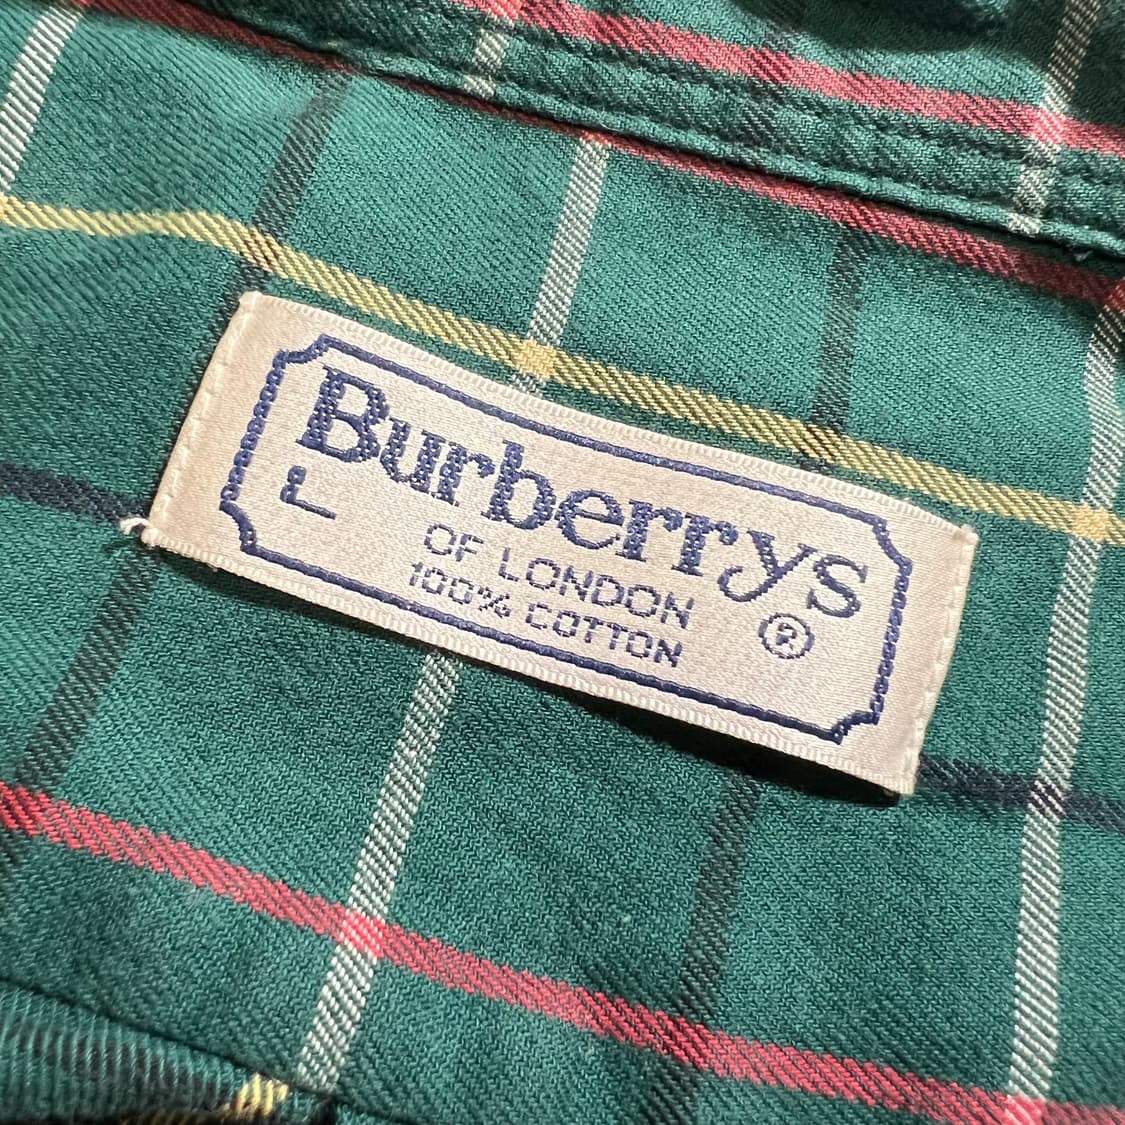 Burberrys
L
OF LONDON
100% COTTON
®